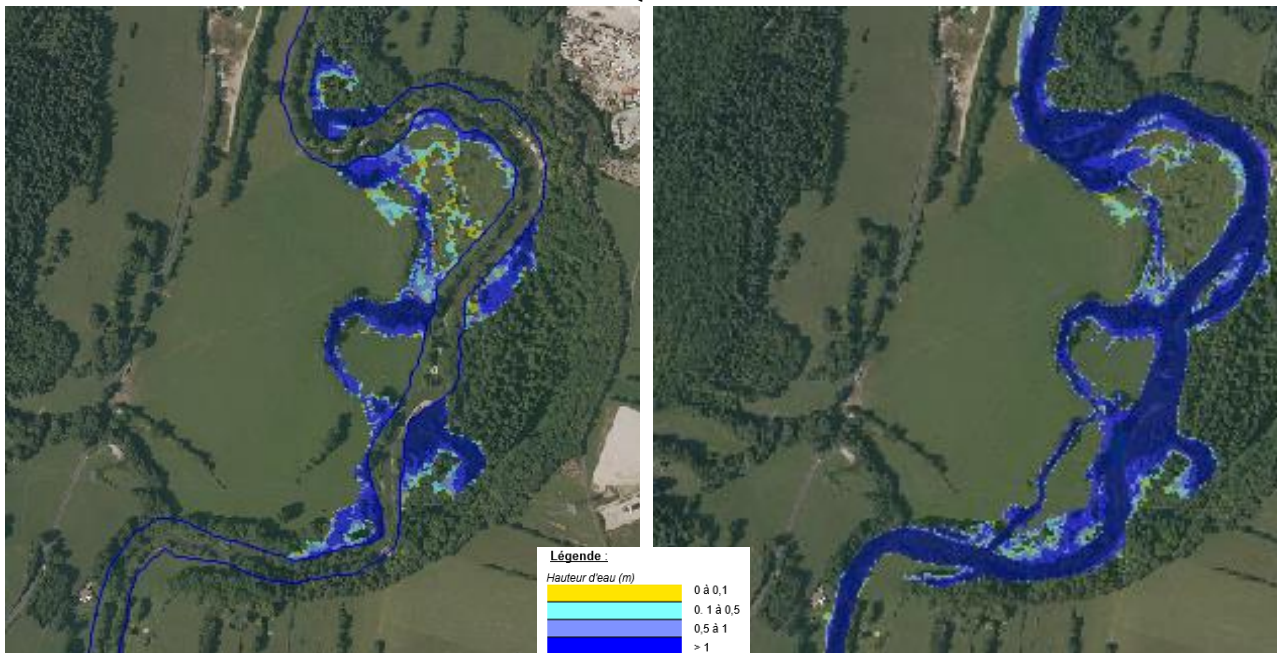 Légende :
Hauteur d'eau (m)
0 à 0,1
0. 1 à 0,5
0,5 à 1
> 1